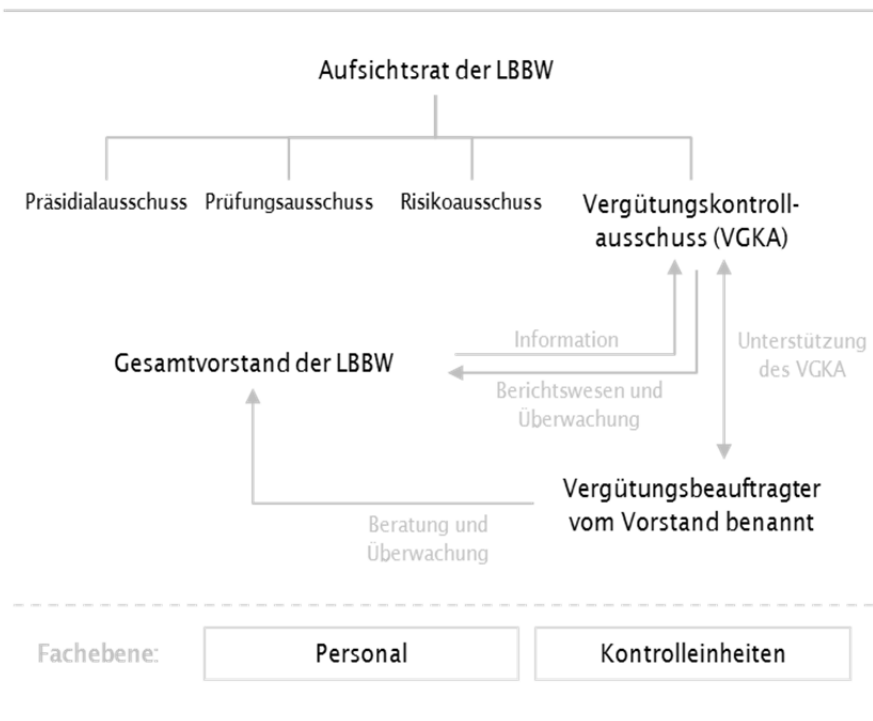 Aufsichtsrat der LBBW
Präsidialausschuss Prüfungsausschuss Risikoausschuss Vergütungskontroll-
ausschuss (VGKA)
Information
Unterstützung
des VGKA
Gesamtvorstand der LBBW
Berichtswesen und
Überwachung
Vergütungsbeauftragter
vom Vorstand benannt
Beratung und
Überwachung
Fachebene: Personal Kontrolleinheiten